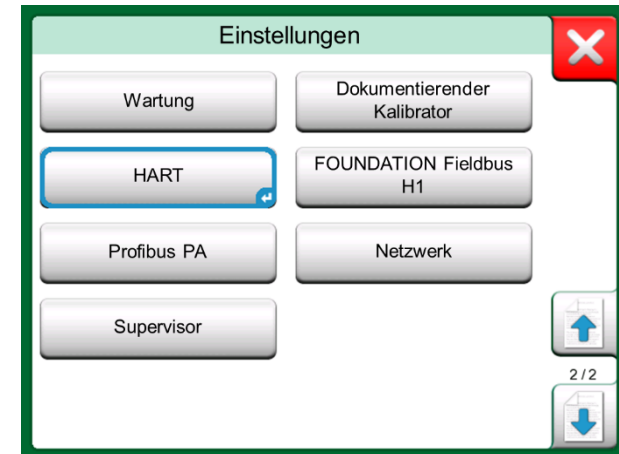 Einstellungen
Wartung
Dokumentierender
Kalibrator
HART
FOUNDATION Fieldbus
H1
Profibus PA
Netzwerk
Supervisor
2/2